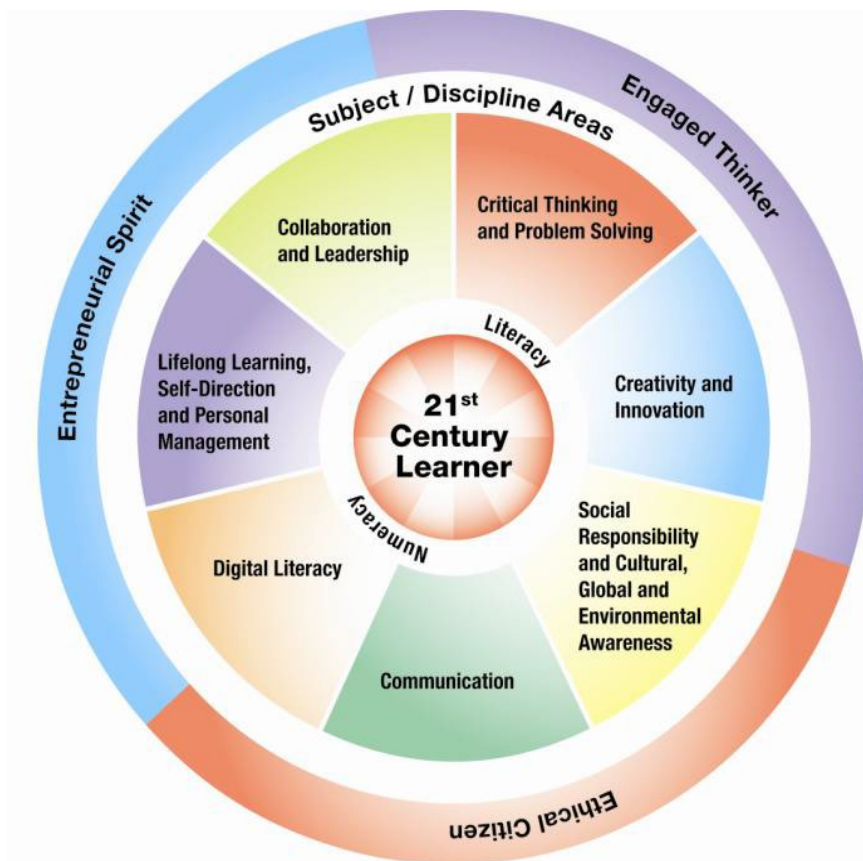 Engaged Thinker
Entrepreneurial Spirit
Ethical Citizen
Subject / Discipline Areas
Critical Thinking
and Problem Solving
Creativity and
Innovation
Social
Responsibility
and Cultural,
Global and
Environmental
Awareness
Communication
Digital Literacy
Lifelong Learning,
Self-Direction
and Personal
Management
Collaboration
and Leadership
Literacy
21st
Century
Learner
Numeracy